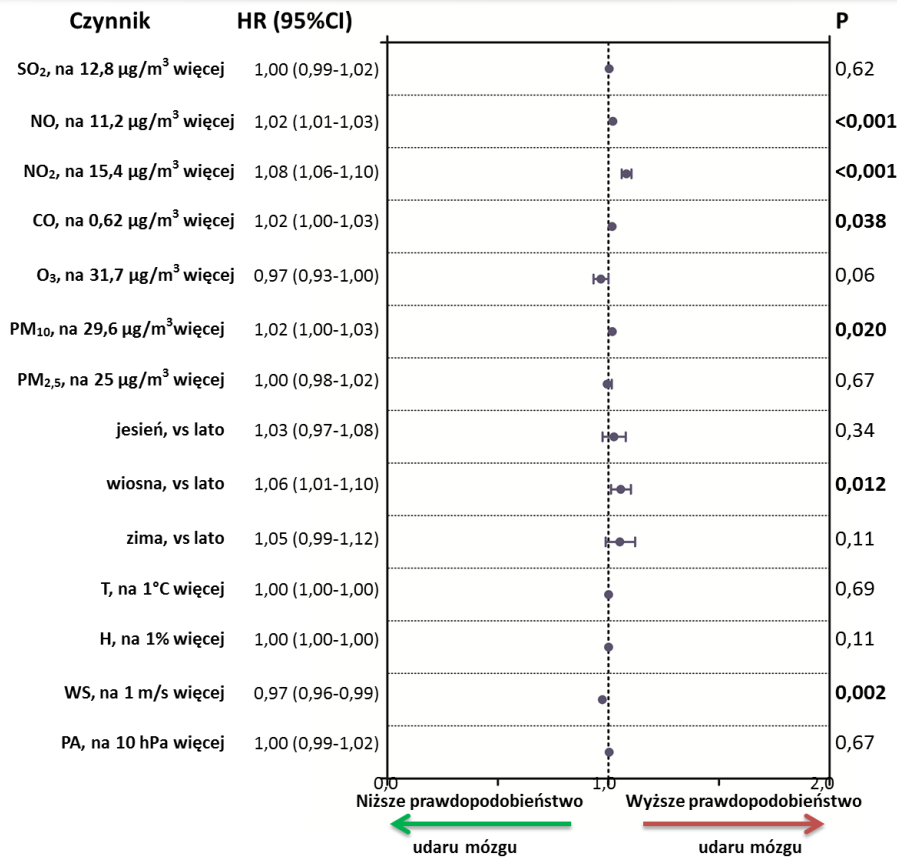 Czynnik HR (95%CI) P
SO₂, na 12,8 µg/m³ więcej 1,00 (0,99-1,02) 0,62
NO, na 11,2 µg/m³ więcej 1,02 (1,01-1,03) <0,001
NO₂, na 15,4 µg/m³ więcej 1,08 (1,06-1,10) <0,001
CO, na 0,62 µg/m³ więcej 1,02 (1,00-1,03) 0,038
O₃, na 31,7 µg/m³ więcej 0,97 (0,93-1,00) 0,06
PM₁₀, na 29,6 µg/m³więcej 1,02 (1,00-1,03) 0,020
PM₂,₅, na 25 µg/m³ więcej 1,00 (0,98-1,02) 0,67
jesień, vs lato 1,03 (0,97-1,08) 0,34
wiosna, vs lato 1,06 (1,01-1,10) 0,012
zima, vs lato 1,05 (0,99-1,12) 0,11
T, na 1°C więcej 1,00 (1,00-1,00) 0,69
H, na 1% więcej 1,00 (1,00-1,00) 0,11
WS, na 1 m/s więcej 0,97 (0,96-0,99) 0,002
PA, na 10 hPa więcej 1,00 (0,99-1,02) 0,67
0,0 1,0 2,0
Niższe prawdopodobieństwo Wyższe prawdopodobieństwo
udaru mózgu udaru mózgu